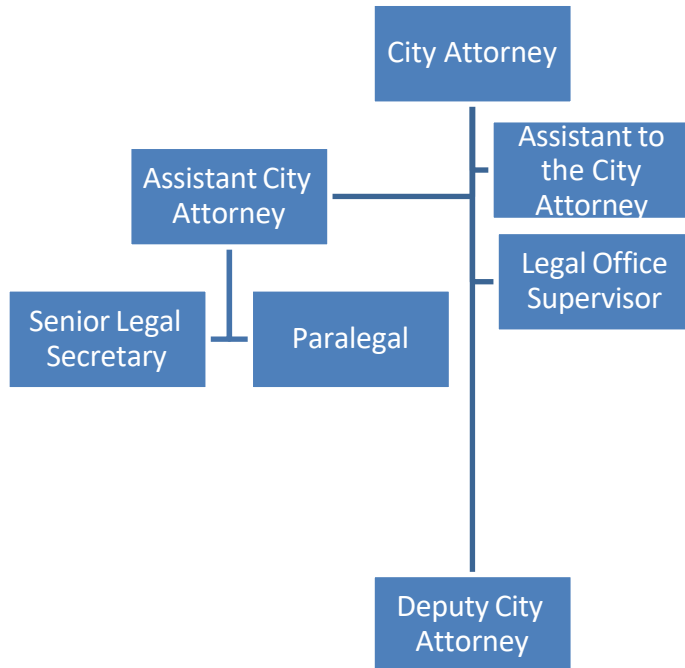 City Attorney
Assistant to
the City
Attorney
Assistant City
Attorney
Legal Office
Supervisor
Senior Legal
Secretary
Paralegal
Deputy City
Attorney